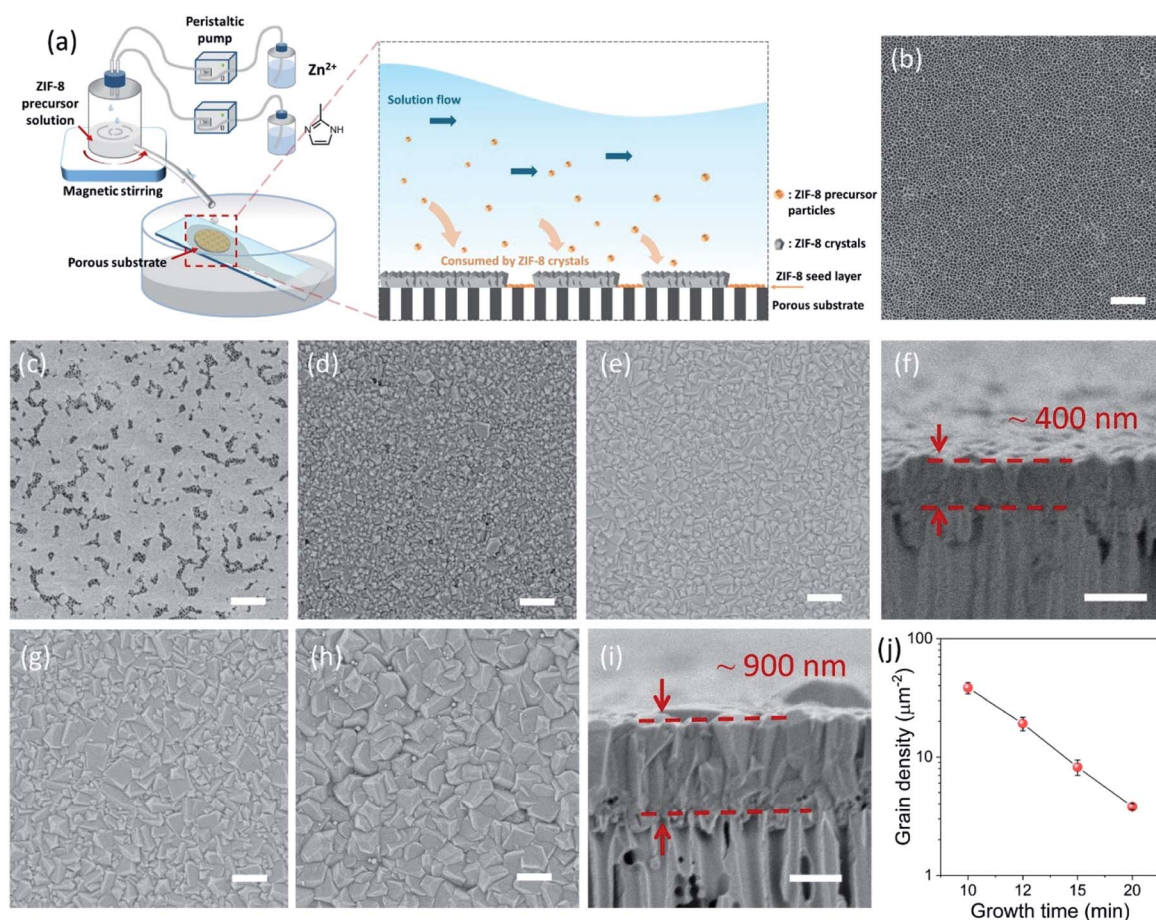 (a)
Peristaltic
pump
ZIF-8
precursor
solution
Zn²⁺
N
NH
Magnetic stirring
Porous substrate
Solution flow
Consumed by ZIF-8 crystals
: ZIF-8 precursor
particles
: ZIF-8 crystals
ZIF-8 seed layer
Porous substrate
(b)
(c)
(d)
(e)
(f)
~ 400 nm
(g)
(h)
(i)
~ 900 nm
(j)
Grain density (μm⁻²)
100
10
1
10
12
15
20
Growth time (min)